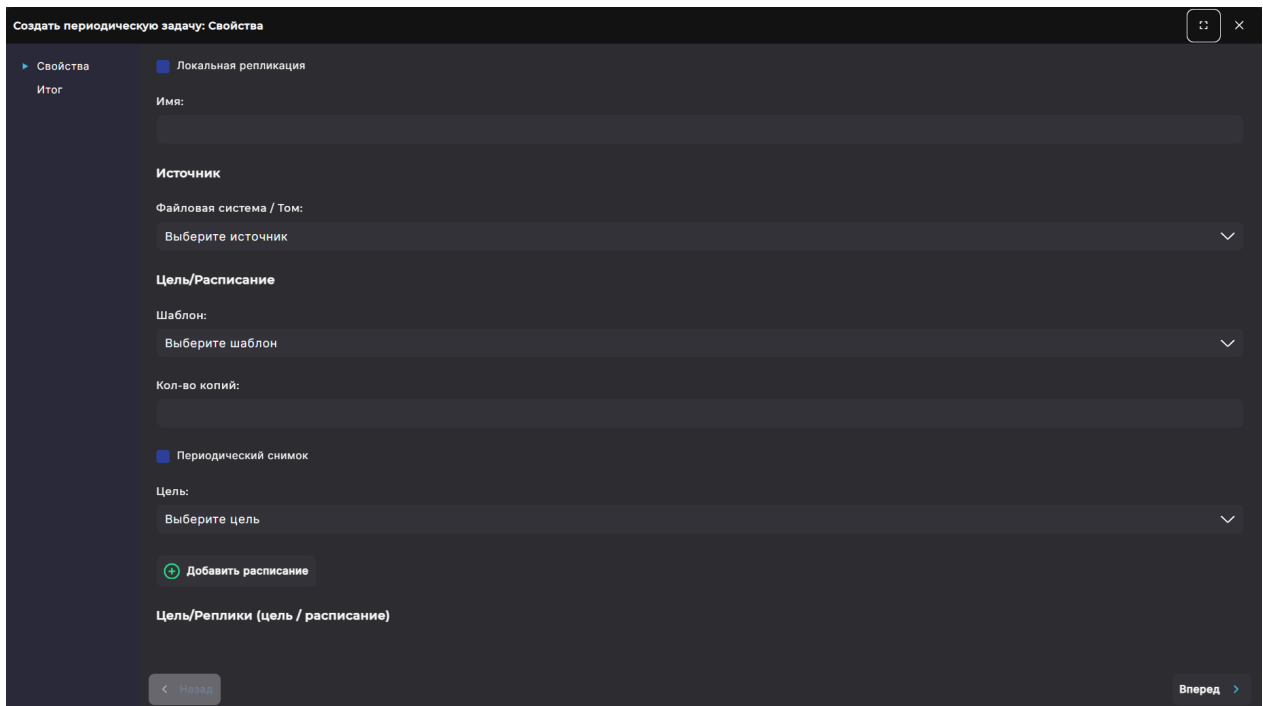 Создать периодическую задачу: Свойства
Свойства
Итог
Локальная репликация
Имя:
Источник
Файловая система / Том:
Выберите источник
Цель/Расписание
Шаблон:
Выберите шаблон
Кол-во копий:
Периодический снимок
Цель:
Выберите цель
Добавить расписание
Цель/Реплики (цель / расписание)
Назад
Вперед